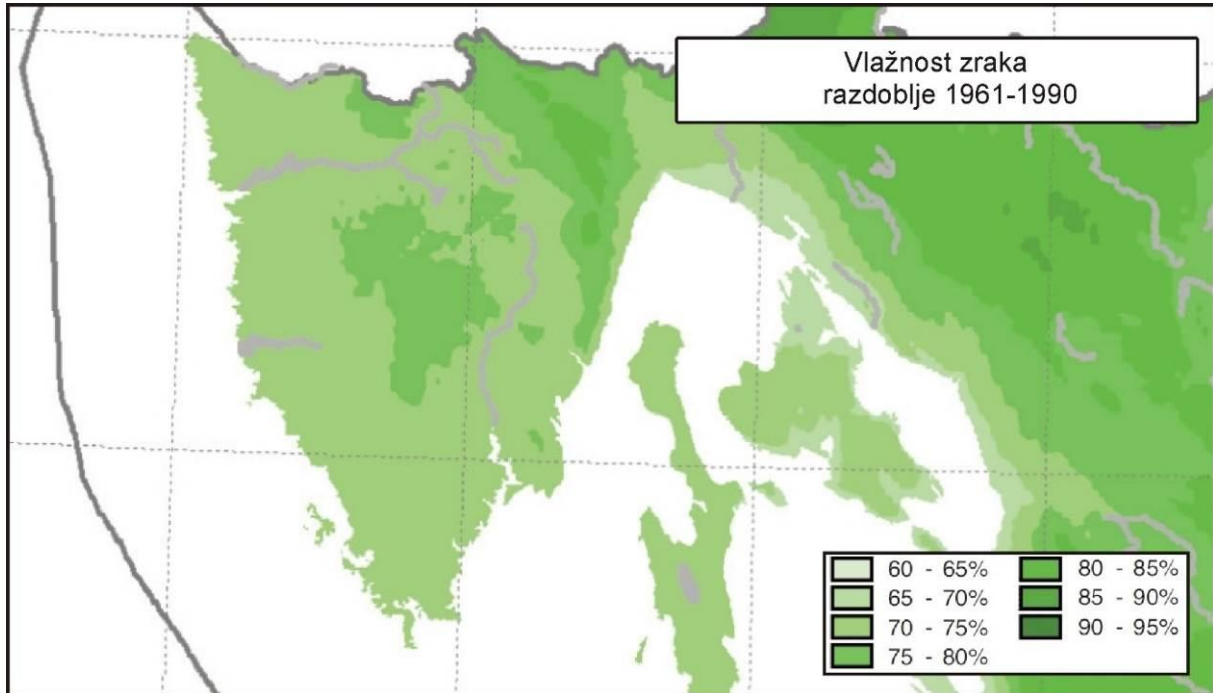 Vlažnost zraka
razdoblje 1961-1990
60 - 65%
65 - 70%
70 - 75%
75 - 80%
80 - 85%
85 - 90%
90 - 95%